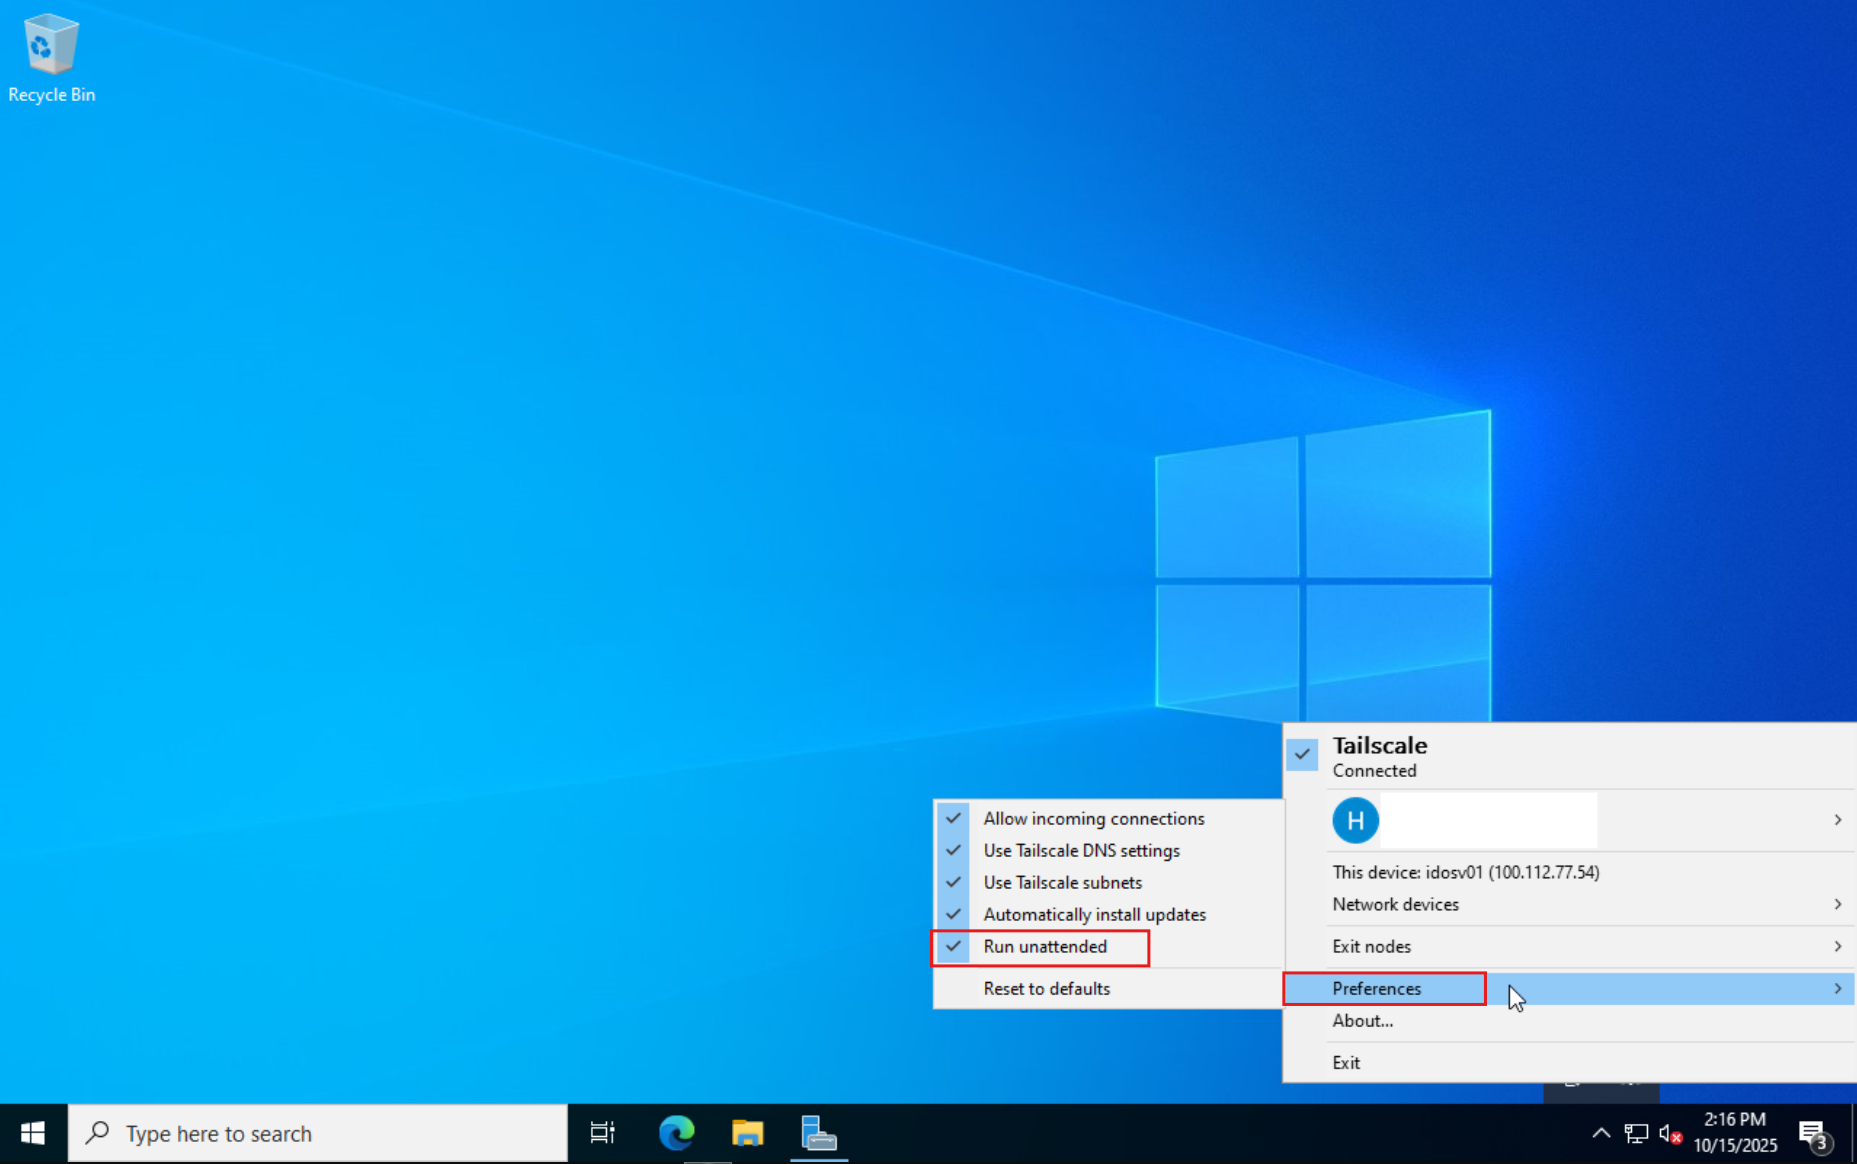 Recycle Bin
Tailscale
Connected
H
This device: idosv01 (100.112.77.54)
Network devices
Exit nodes
Preferences
About...
Exit
Allow incoming connections
Use Tailscale DNS settings
Use Tailscale subnets
Automatically install updates
Run unattended
Reset to defaults
Type here to search
2:16 PM
10/15/2025
3